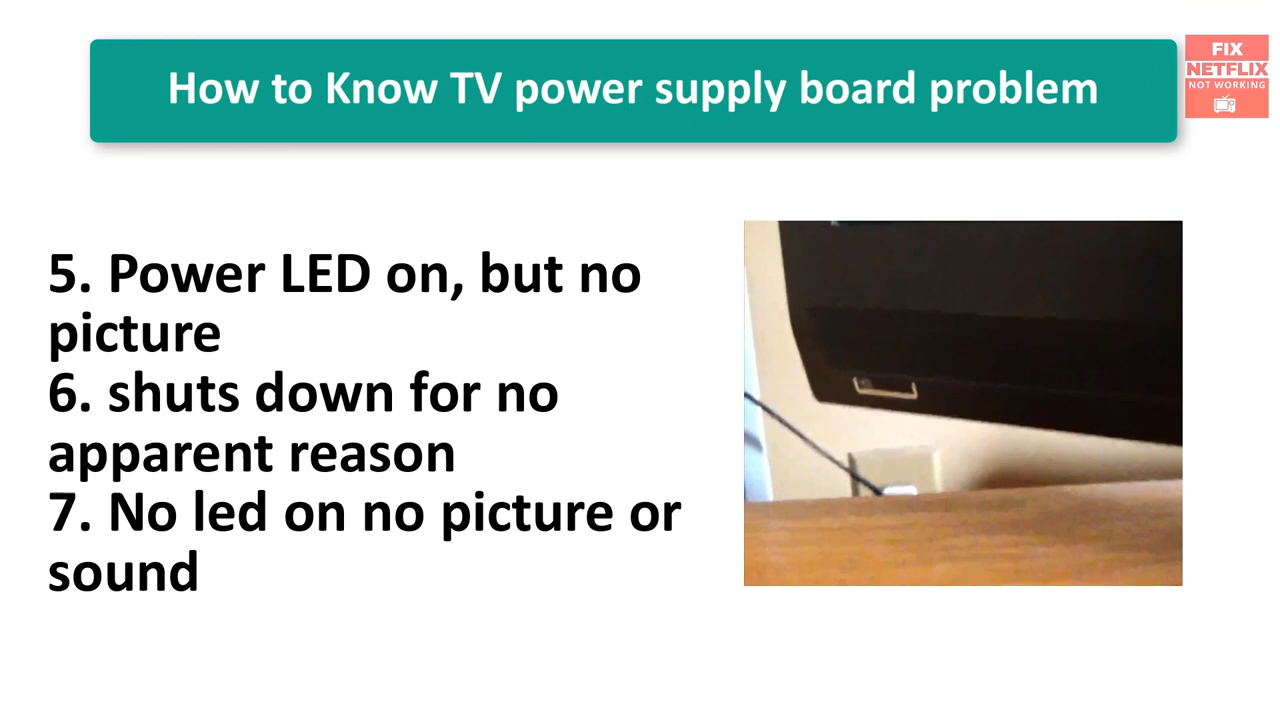 How to Know TV power supply board problem
FIX
NETFLIX
NOT WORKING
5. Power LED on, but no
picture
6. shuts down for no
apparent reason
7. No led on no picture or
sound